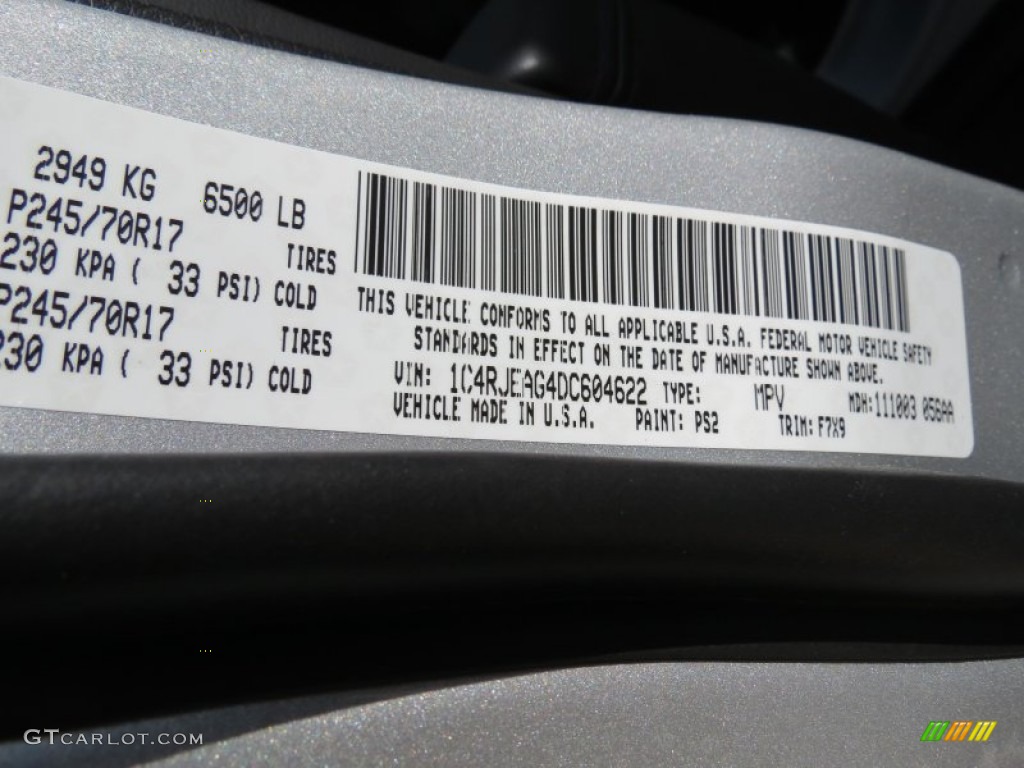 2949 KG 6500 LB
P245/70R17 TIRES
230 KPA ( 33 PSI) COLD
P245/70R17 TIRES
230 KPA ( 33 PSI) COLD
THIS VEHICLE CONFORMS TO ALL APPLICABLE U.S.A. FEDERAL MOTOR VEHICLE SAFETY
STANDARDS IN EFFECT ON THE DATE OF MANUFACTURE SHOWN ABOVE.
VIN: 1C4RJEAG4DC604622 TYPE: MPV MDH:111003 056AA
VEHICLE MADE IN U.S.A. PAINT: PS2 TRIM: F7X9
GTCARLOT.COM